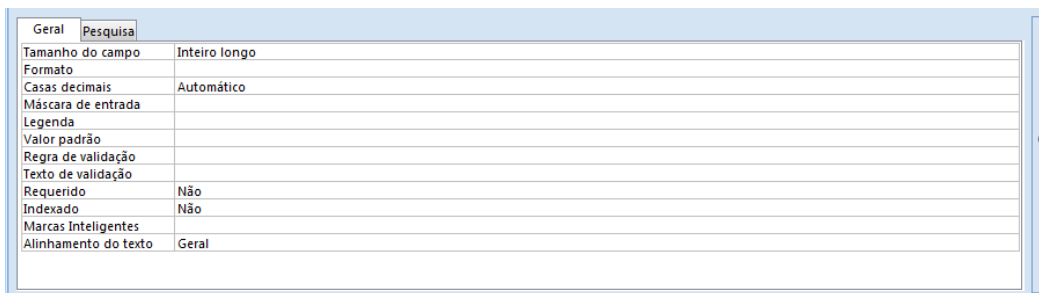 Geral Pesquisa
Tamanho do campo Inteiro longo
Formato
Casas decimais Automático
Máscara de entrada
Legenda
Valor padrão
Regra de validação
Texto de validação
Requerido Não
Indexado Não
Marcas Inteligentes
Alinhamento do texto Geral